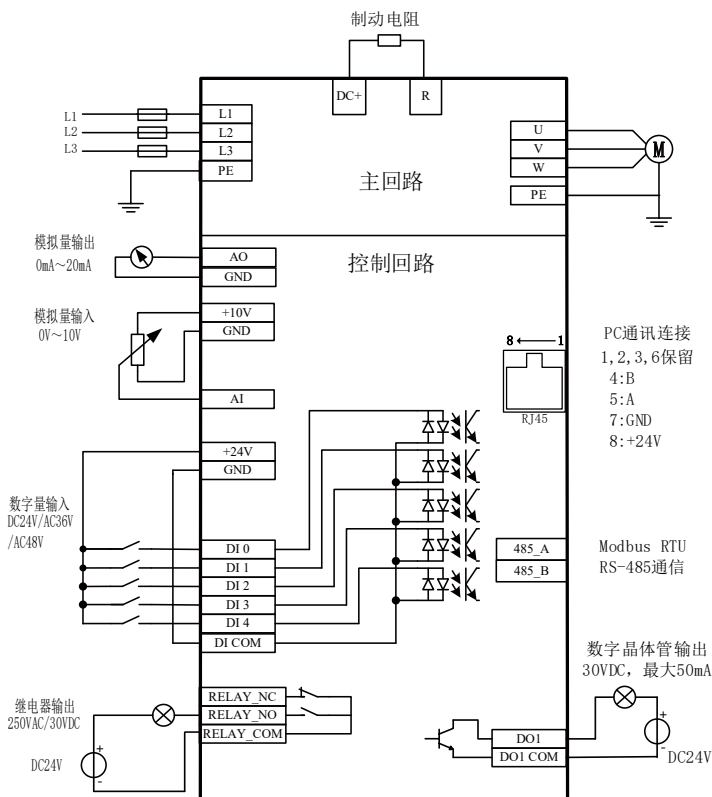 制动电阻
DC+
R
L1
L2
L3
L1
L2
L3
PE
U
V
W
PE
M
主回路
模拟量输出
0mA～20mA
AO
GND
控制回路
模拟量输入
0V～10V
+10V
GND
AI
8
1
RJ45
PC通讯连接
1,2,3,6保留
4:B
5:A
7:GND
8:+24V
+24V
GND
数字量输入
DC24V/AC36V
/AC48V
DI 0
DI 1
DI 2
DI 3
DI 4
DI COM
485_A
485_B
Modbus RTU
RS-485通信
继电器输出
250VAC/30VDC
DC24V
+
-
RELAY_NC
RELAY_NO
RELAY_COM
数字晶体管输出
30VDC，最大50mA
DO1
DO1 COM
+
-
DC24V